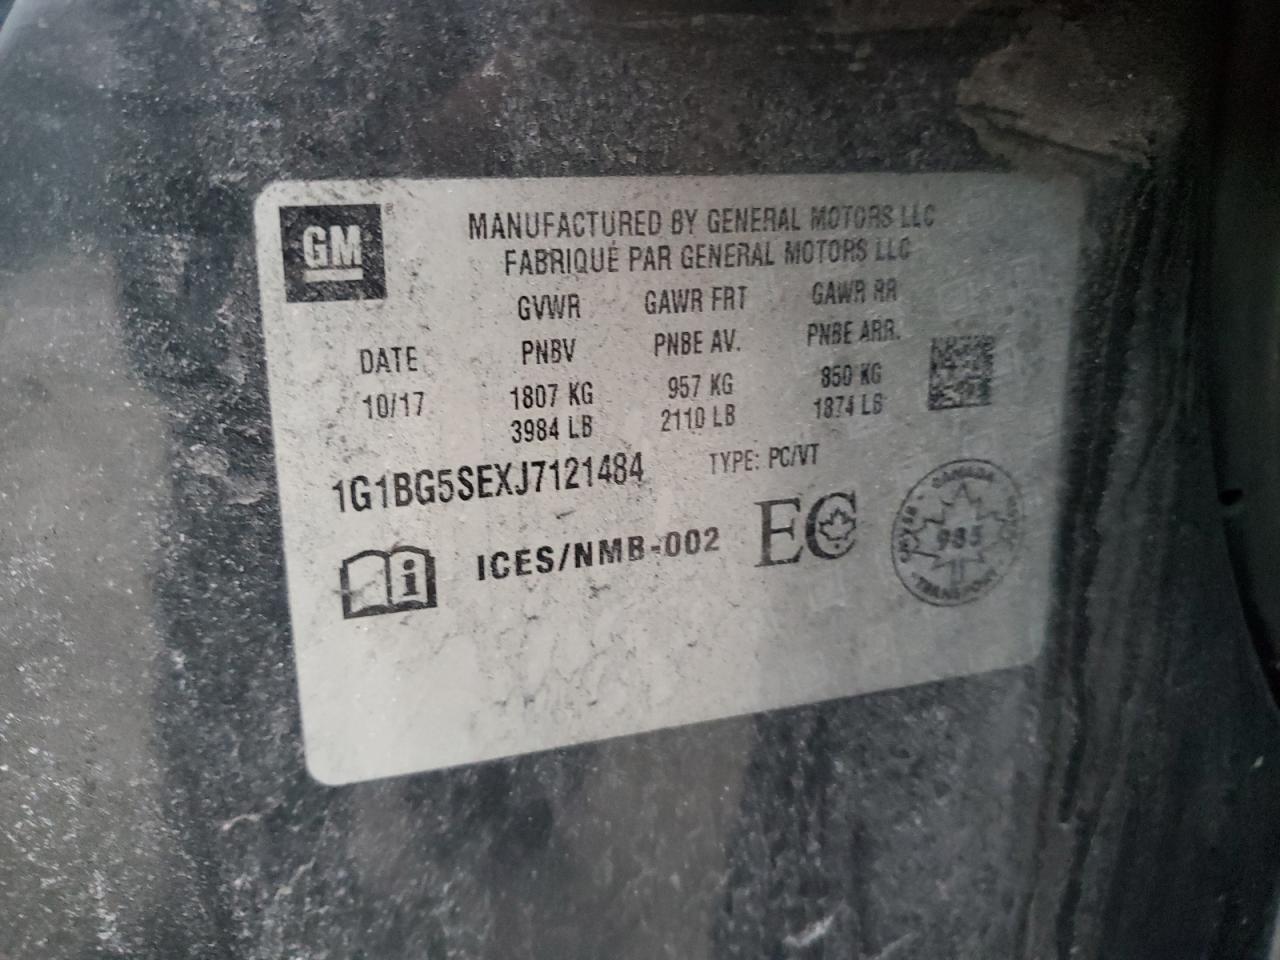 GM
MANUFACTURED BY GENERAL MOTORS LLC
FABRIQUÉ PAR GENERAL MOTORS LLC
GVWR GAWR FRT GAWR RR
DATE PNBV PNBE AV. PNBE ARR.
10/17 1807 KG 957 KG 850 KG
3984 LB 2110 LB 1874 LB
1G1BG5SEXJ7121484 TYPE: PC/VT
i ICES/NMB-002 EC
CANADA
985
TRANSPORT